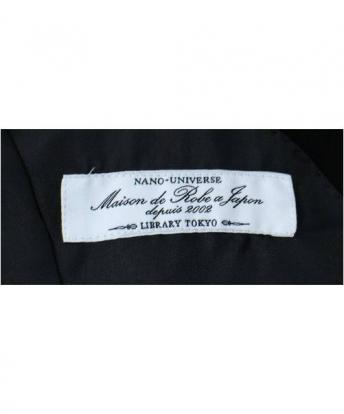 NANO-UNIVERSE
Maison de Robe a Japon
depuis 2002
LIBRARY TOKYO